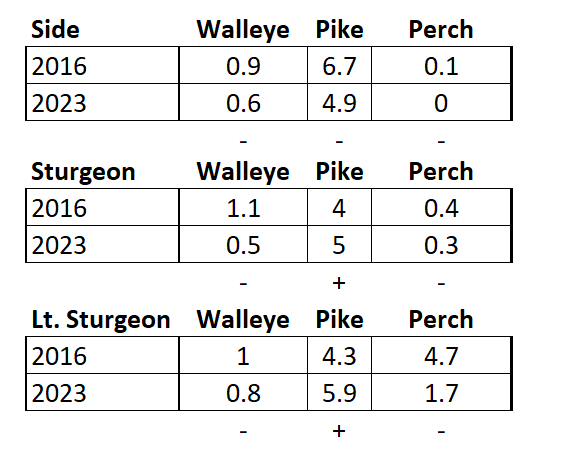 Side Walleye Pike Perch
2016 0.9 6.7 0.1
2023 0.6 4.9 0
- - -
Sturgeon Walleye Pike Perch
2016 1.1 4 0.4
2023 0.5 5 0.3
- + -
Lt. Sturgeon Walleye Pike Perch
2016 1 4.3 4.7
2023 0.8 5.9 1.7
- + -